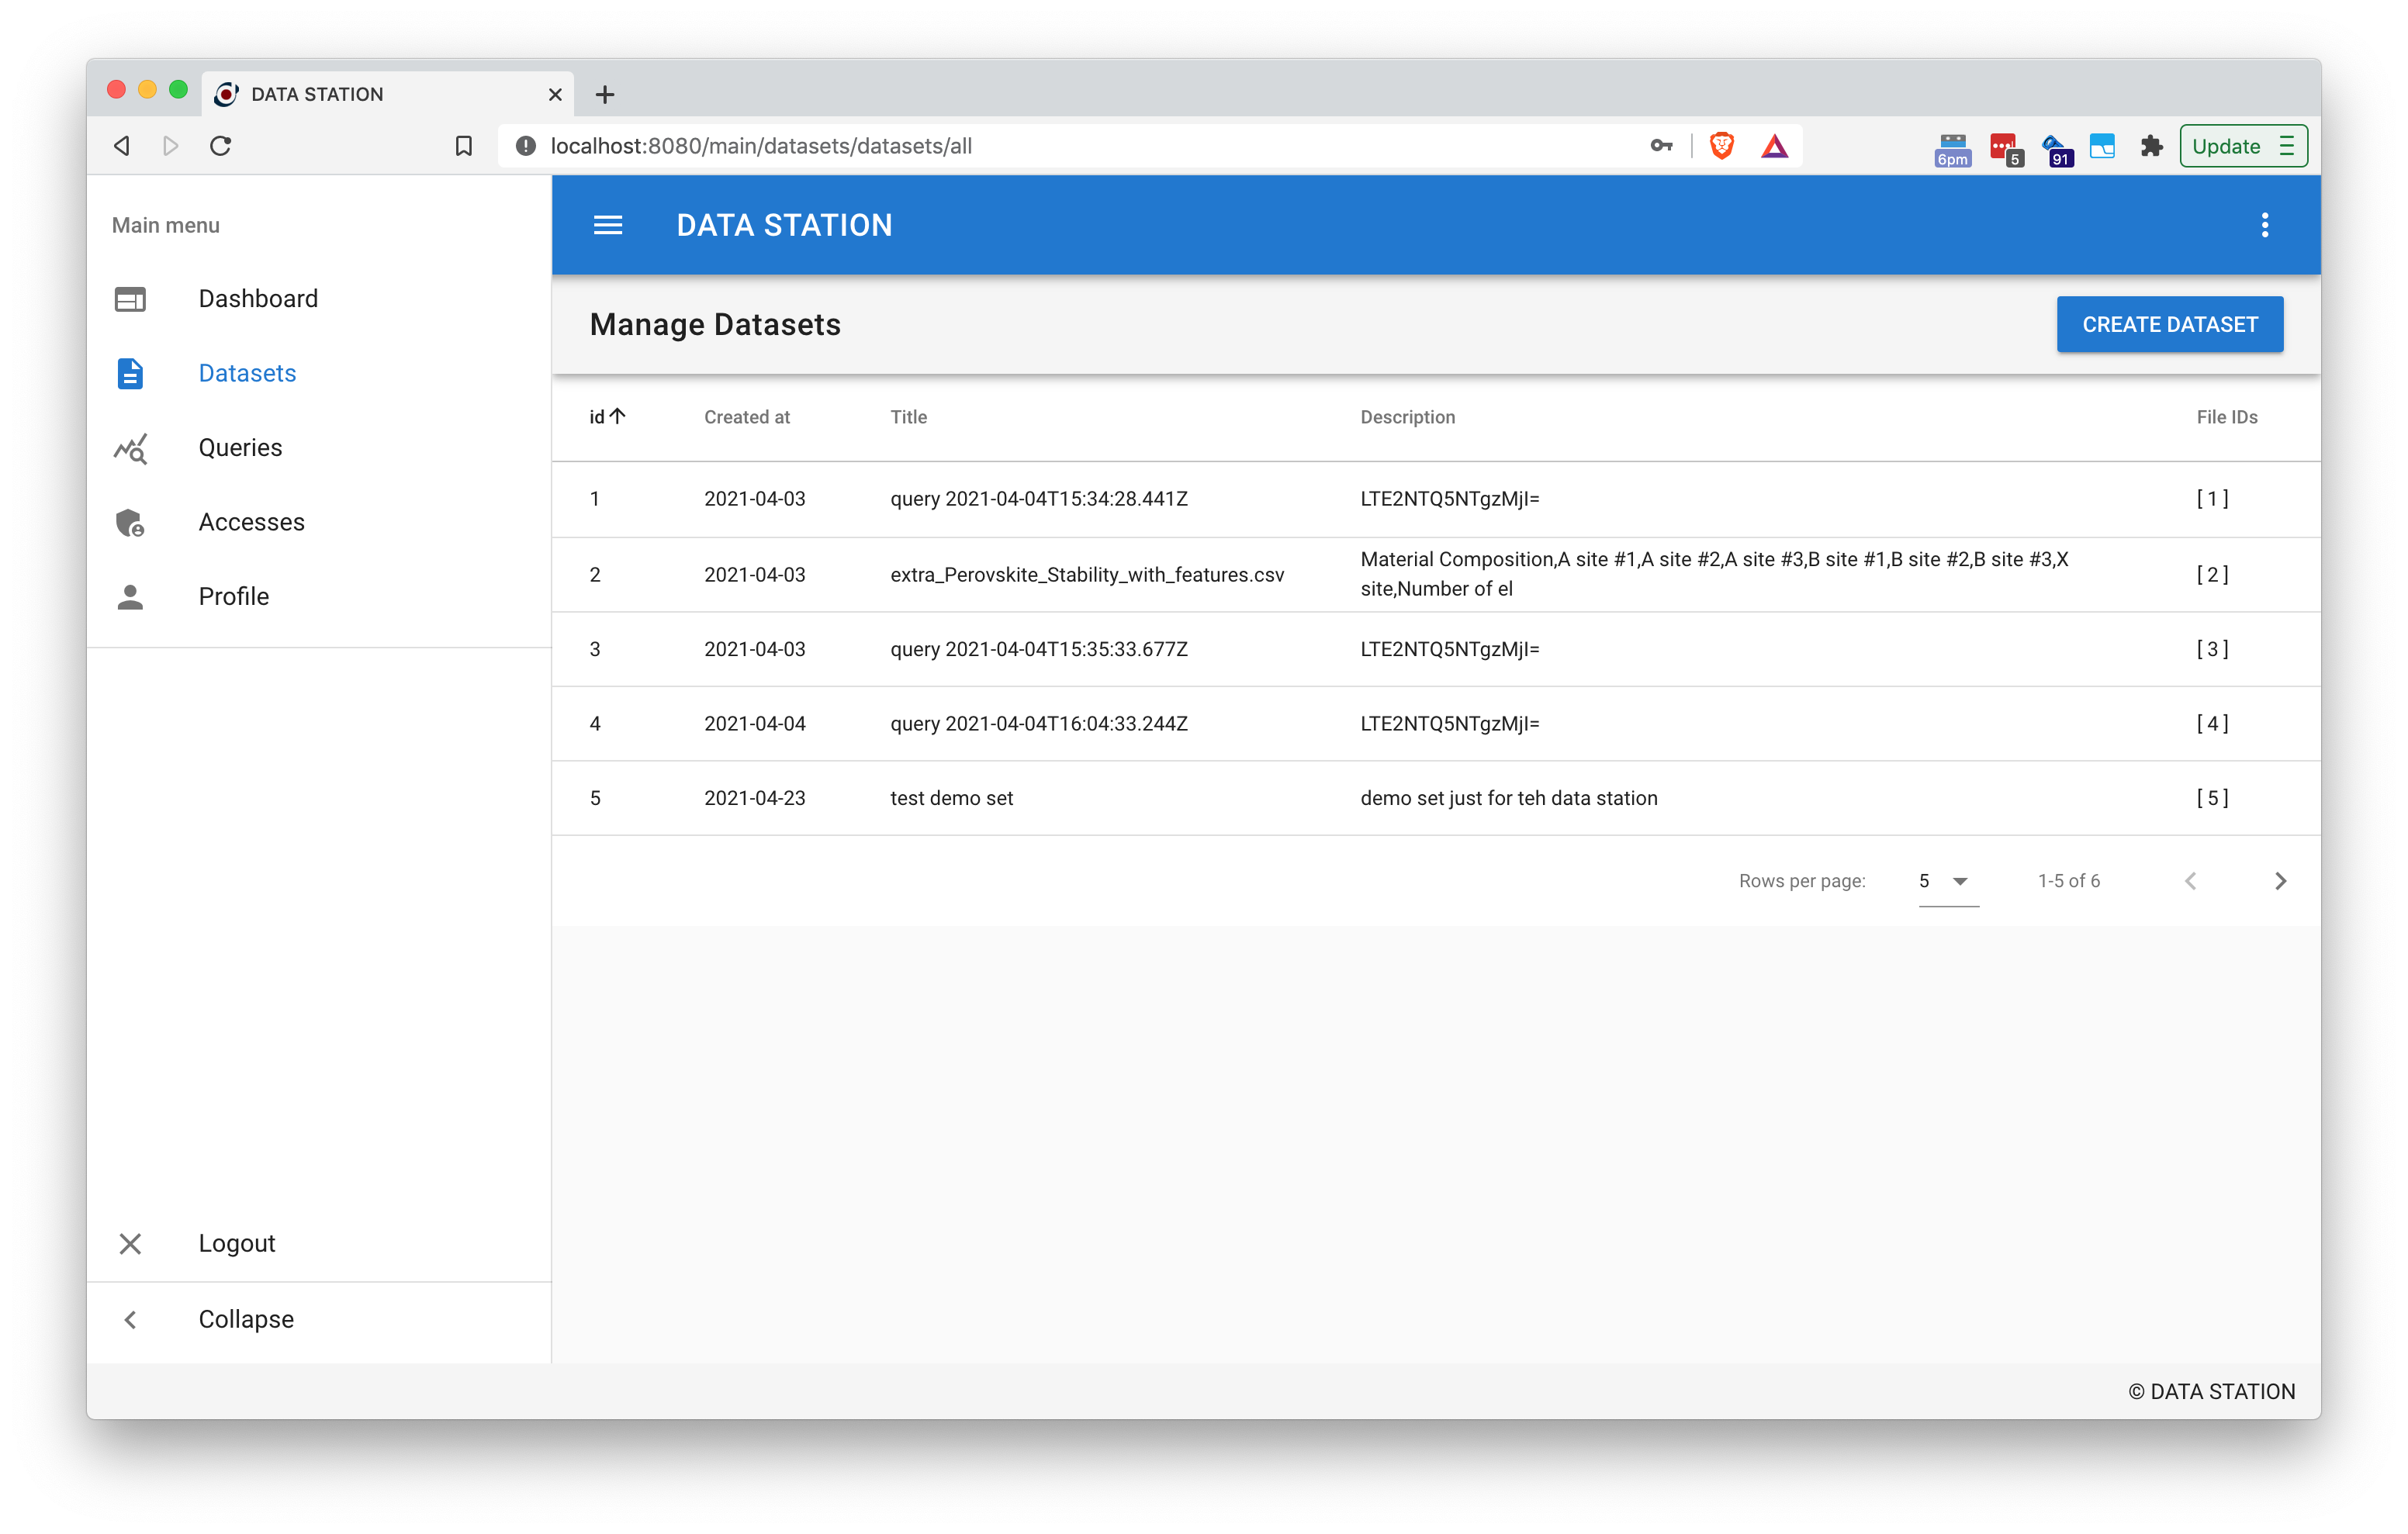 DATA STATION
localhost:8080/main/datasets/datasets/all
6pm
5
91
Update
Main menu
Dashboard
Datasets
Queries
Accesses
Profile
Logout
Collapse
DATA STATION
Manage Datasets
CREATE DATASET
id Created at Title Description File IDs
1 2021-04-03 query 2021-04-04T15:34:28.441Z LTE2NTQ5NTgzMjI= [ 1 ]
2 2021-04-03 extra_Perovskite_Stability_with_features.csv Material Composition,A site #1,A site #2,A site #3,B site #1,B site #2,B site #3,X
site,Number of el [ 2 ]
3 2021-04-03 query 2021-04-04T15:35:33.677Z LTE2NTQ5NTgzMjI= [ 3 ]
4 2021-04-04 query 2021-04-04T16:04:33.244Z LTE2NTQ5NTgzMjI= [ 4 ]
5 2021-04-23 test demo set demo set just for teh data station [ 5 ]
Rows per page: 5 1-5 of 6
© DATA STATION